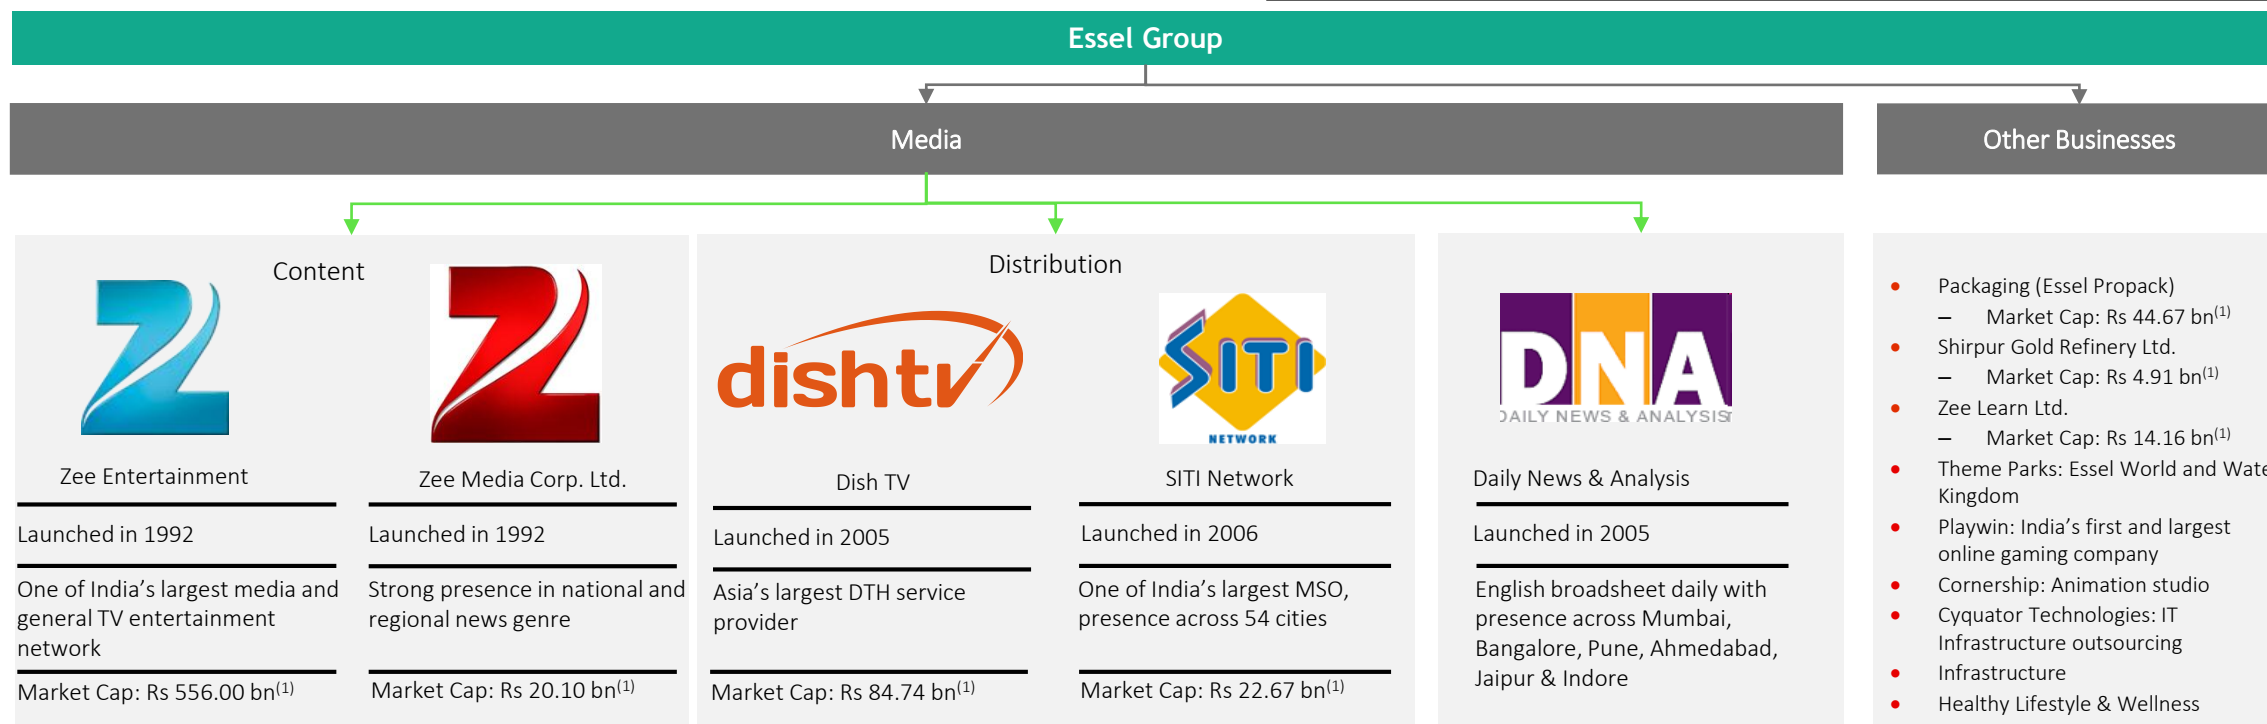 Essel Group
Media
Other Businesses
Content
Zee Entertainment
Launched in 1992
One of India’s largest media and
general TV entertainment
network
Market Cap: Rs 556.00 bn(1)
Zee Media Corp. Ltd.
Launched in 1992
Strong presence in national and
regional news genre
Market Cap: Rs 20.10 bn(1)
Distribution
dishtv
Dish TV
Launched in 2005
Asia’s largest DTH service
provider
Market Cap: Rs 84.74 bn(1)
SITI
NETWORK
SITI Network
Launched in 2006
One of India’s largest MSO,
presence across 54 cities
Market Cap: Rs 22.67 bn(1)
DNA
DAILY NEWS & ANALYSIS
Daily News & Analysis
Launched in 2005
English broadsheet daily with
presence across Mumbai,
Bangalore, Pune, Ahmedabad,
Jaipur & Indore
• Packaging (Essel Propack)
– Market Cap: Rs 44.67 bn(1)
• Shirpur Gold Refinery Ltd.
– Market Cap: Rs 4.91 bn(1)
• Zee Learn Ltd.
– Market Cap: Rs 14.16 bn(1)
• Theme Parks: Essel World and Wate
Kingdom
• Playwin: India’s first and largest
online gaming company
• Cornership: Animation studio
• Cyquator Technologies: IT
Infrastructure outsourcing
• Infrastructure
• Healthy Lifestyle & Wellness